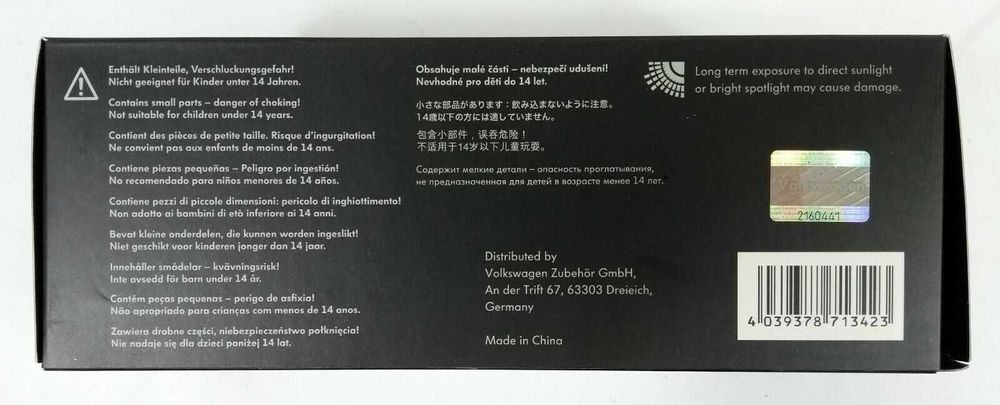 Enthält Kleinteile, Verschluckungsgefahr!
Nicht geeignet für Kinder unter 14 Jahren.
Contains small parts – danger of choking!
Not suitable for children under 14 years.
Contient des pièces de petite taille. Risque d'ingurgitation!
Ne convient pas aux enfants de moins de 14 ans.
Contiene piezas pequeñas – Peligro por ingestión!
No recomendado para niños menores de 14 años.
Contiene pezzi di piccole dimensioni: pericolo di inghiottimento!
Non adatto ai bambini di età inferiore ai 14 anni.
Bevat kleine onderdelen, die kunnen worden ingeslikt!
Niet geschikt voor kinderen jonger dan 14 jaar.
Innehåller smådelar – kvävningsrisk!
Inte avsedd för barn under 14 år.
Contém peças pequenas – perigo de asfixia!
Não apropriado para crianças com menos de 14 anos.
Zawiera drobne części, niebezpieczeństwo połknięcia!
Nie nadaje się dla dzieci poniżej 14 lat.
Obsahuje malé části – nebezpečí udušení!
Nevhodné pro děti do 14 let.
小さな部品があります：飲み込まないように注意。
14歳以下の方には適していません。
包含小部件，误吞危险！
不适用于14岁以下儿童玩耍。
Содержит мелкие детали – опасность проглатывания,
не предназначенная для детей в возрасте менее 14 лет.
Distributed by
Volkswagen Zubehör GmbH,
An der Trift 67, 63303 Dreieich,
Germany
Made in China
Long term exposure to direct sunlight
or bright spotlight may cause damage.
Volkswagen
2160441
4 039378 713423